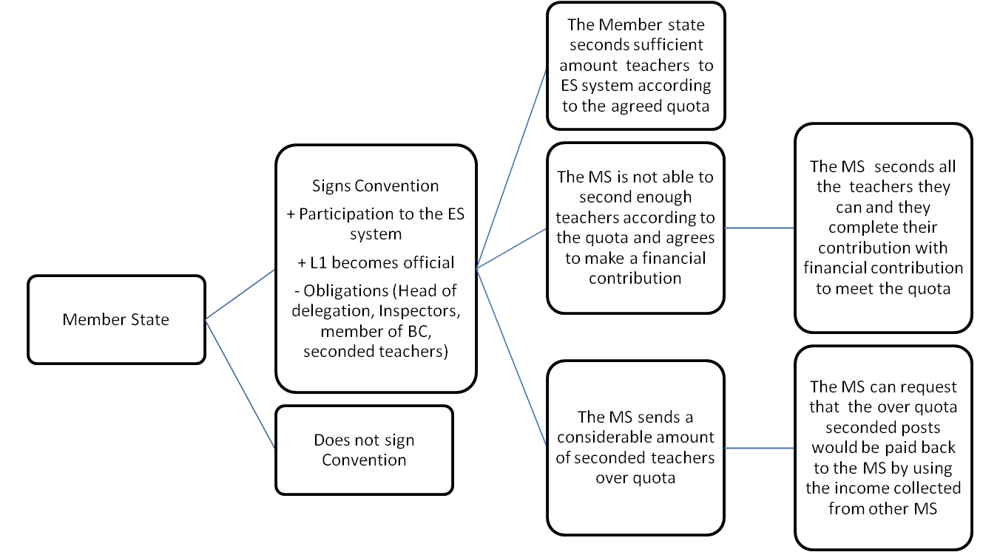 Member State
Signs Convention
+ Participation to the ES
system
+ L1 becomes official
- Obligations (Head of
delegation, Inspectors,
member of BC,
seconded teachers)
Does not sign
Convention
The Member state
seconds sufficient
amount teachers to
ES system according
to the agreed quota
The MS is not able to
second enough
teachers according to
the quota and agrees
to make a financial
contribution
The MS seconds all
the teachers they
can and they
complete their
contribution with
financial contribution
to meet the quota
The MS sends a
considerable amount
of seconded teachers
over quota
The MS can request
that the over quota
seconded posts
would be paid back
to the MS by using
the income collected
from other MS